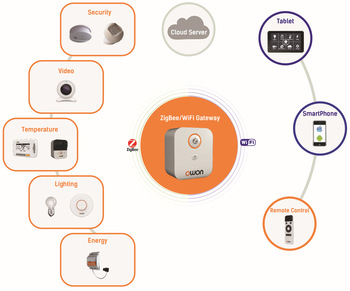 Security
Cloud Server
Tablet
Video
ZigBee/WiFi Gateway
Temperature
SmartPhone
ZigBee
WiFi
OWON
Lighting
Remote Control
Energy